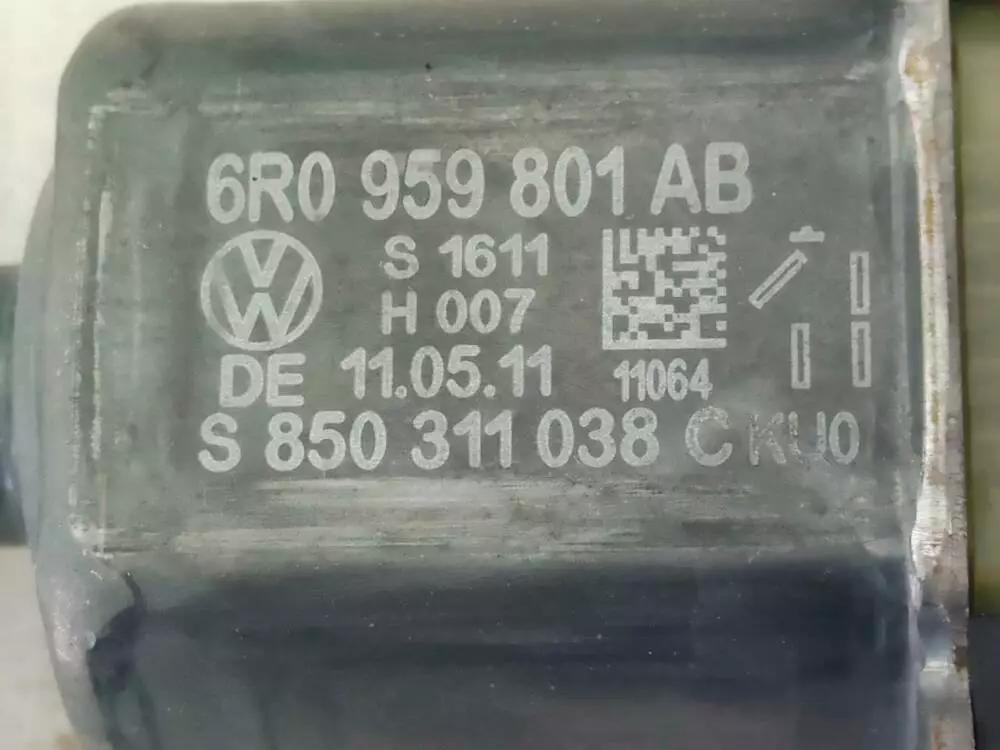 6R0 959 801 AB
S 1611
H 007
DE 11.05.11
11064
S 850 311 038 CKU0